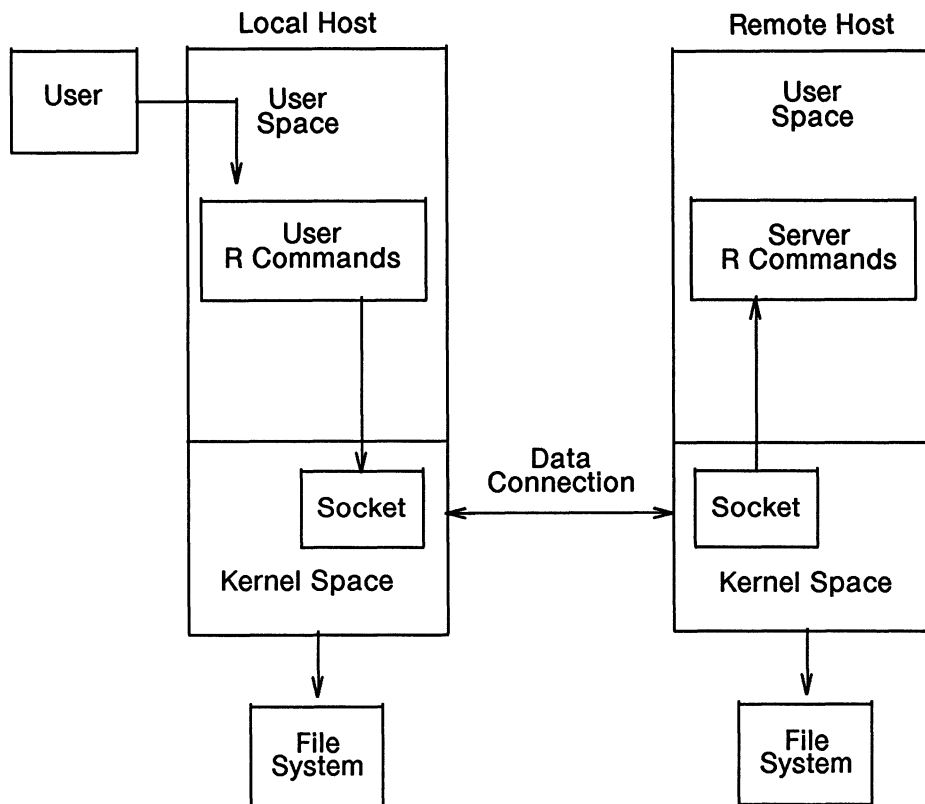 Local Host
Remote Host
User
User
Space
User
Space
User
R Commands
Server
R Commands
Data
Connection
Socket
Socket
Kernel Space
Kernel Space
File
System
File
System